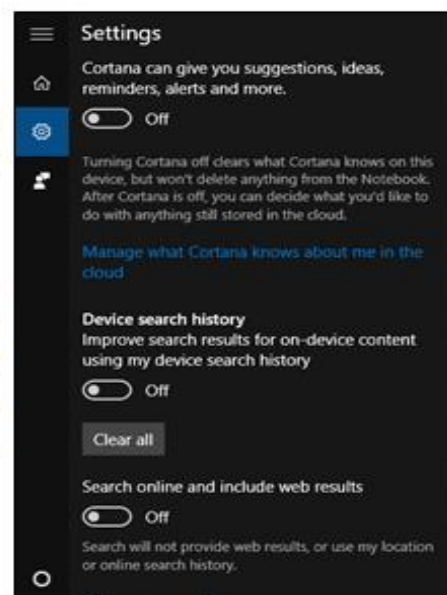 Settings
Cortana can give you suggestions, ideas,
reminders, alerts and more.
Off
Turning Cortana off clears what Cortana knows on this
device, but won't delete anything from the Notebook.
After Cortana is off, you can decide what you'd like to
do with anything still stored in the cloud.
Manage what Cortana knows about me in the
cloud
Device search history
Improve search results for on-device content
using my device search history
Off
Clear all
Search online and include web results
Off
Search will not provide web results, or use my location
or online search history.